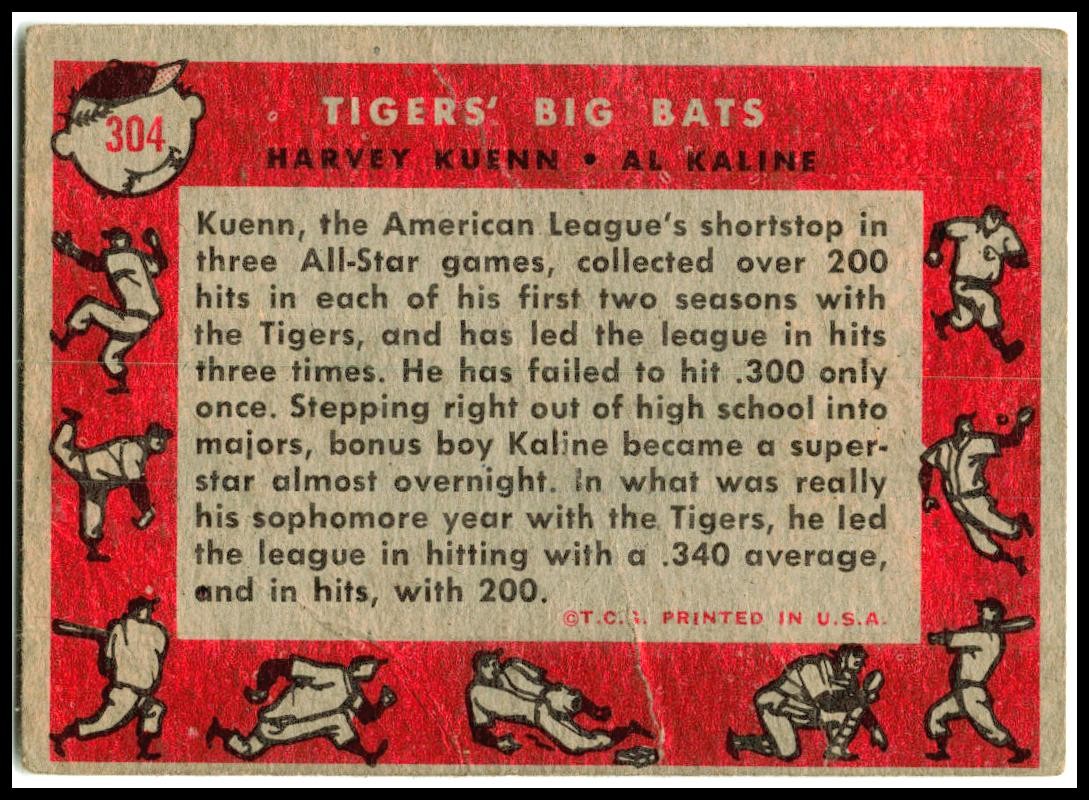 304
TIGERS' BIG BATS
HARVEY KUENN • AL KALINE
Kuenn, the American League's shortstop in
three All-Star games, collected over 200
hits in each of his first two seasons with
the Tigers, and has led the league in hits
three times. He has failed to hit .300 only
once. Stepping right out of high school into
majors, bonus boy Kaline became a super-
star almost overnight. In what was really
his sophomore year with the Tigers, he led
the league in hitting with a .340 average,
and in hits, with 200.
©T.C.G. PRINTED IN U.S.A.